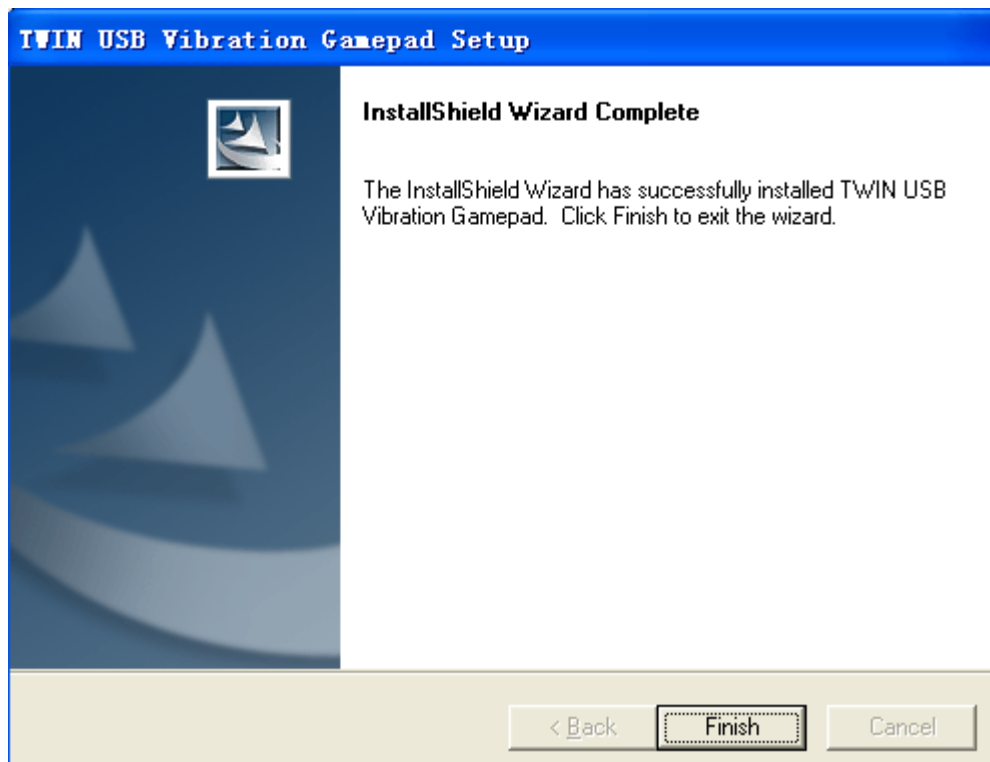 TWIN USB Vibration Gamepad Setup
InstallShield Wizard Complete
The InstallShield Wizard has successfully installed TWIN USB
Vibration Gamepad.  Click Finish to exit the wizard.
< Back
Finish
Cancel